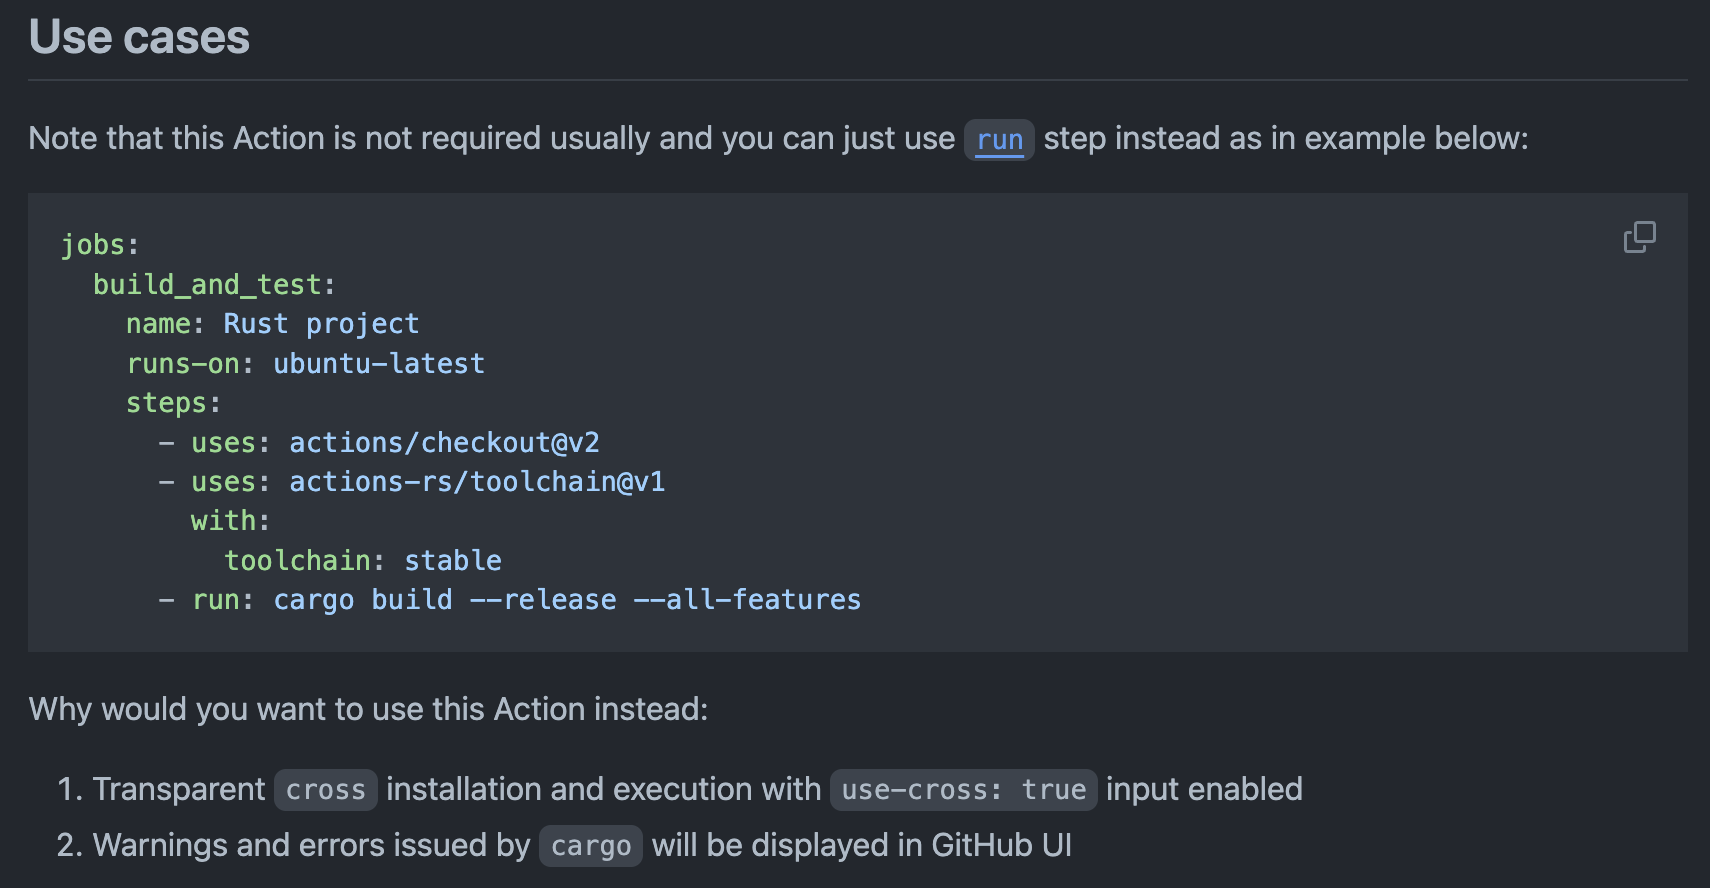 Use cases
Note that this Action is not required usually and you can just use run step instead as in example below:
jobs:
  build_and_test:
    name: Rust project
    runs-on: ubuntu-latest
    steps:
      - uses: actions/checkout@v2
      - uses: actions-rs/toolchain@v1
        with:
          toolchain: stable
      - run: cargo build --release --all-features
Why would you want to use this Action instead:
1. Transparent cross installation and execution with use-cross: true input enabled
2. Warnings and errors issued by cargo will be displayed in GitHub UI